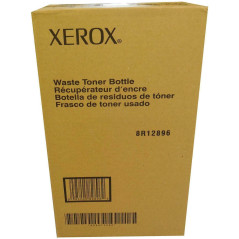 XEROX
Waste Toner Bottle
Récupérateur d'encre
Botella de residuos de tóner
Frasco de toner usado
8R12896